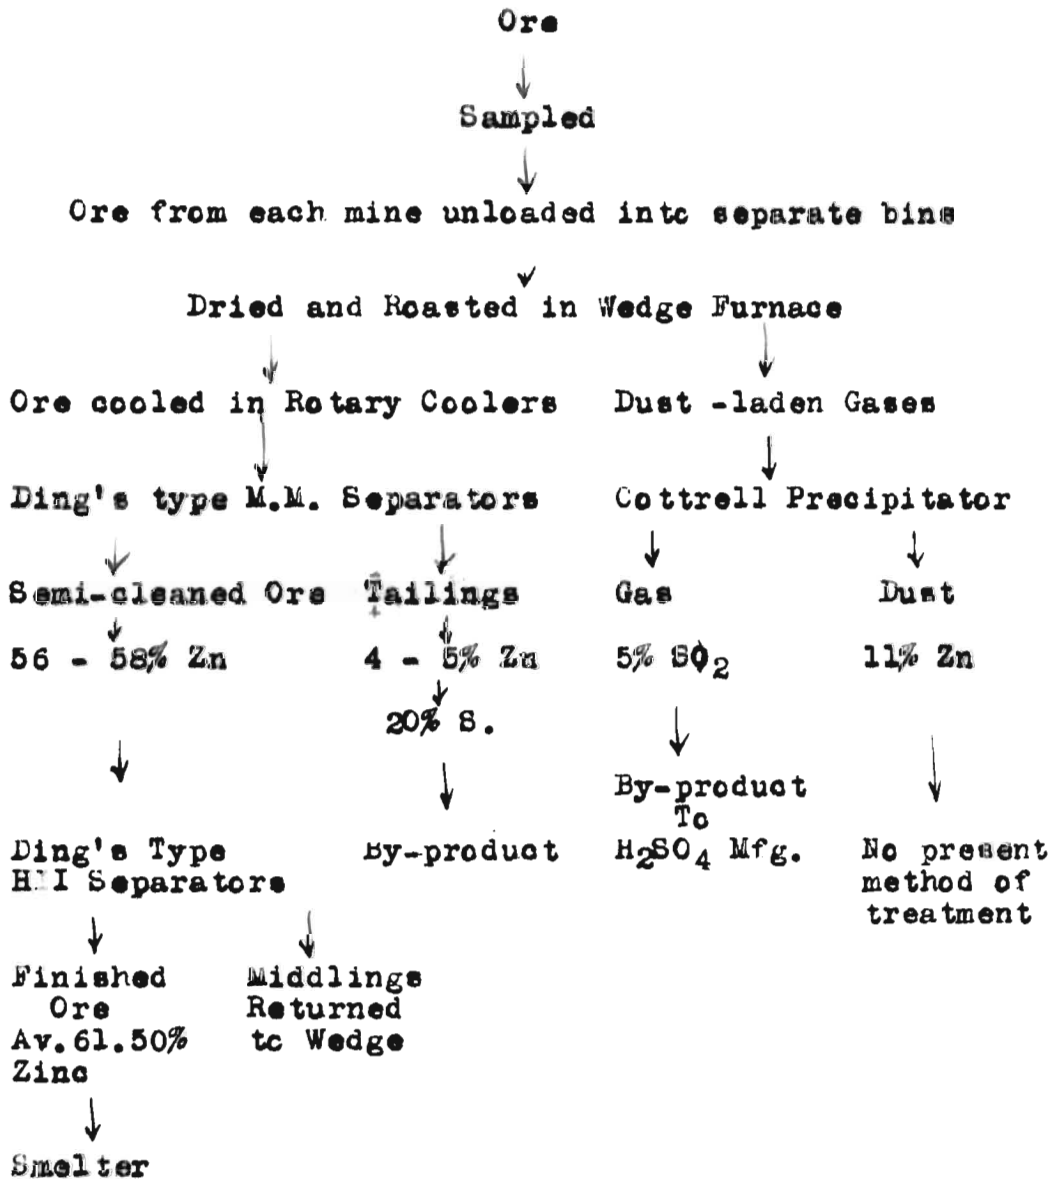 Ore
Sampled
Ore from each mine unloaded into separate bins
Dried and Roasted in Wedge Furnace
Ore cooled in Rotary Coolers
Dust -laden Gases
Ding's type M.M. Separators
Cottrell Precipitator
Semi-cleaned Ore
Tailings
Gas
Dust
56 - 58% Zn
4 - 5% Zn
5% SO2
11% Zn
20% S.
By-product
To
H2SO4 Mfg.
Ding's Type
Separators
By-product
No present
method of
treatment
Finished
Ore
Av.61.50%
Zinc
Middlings
Returned
to Wedge
Smelter